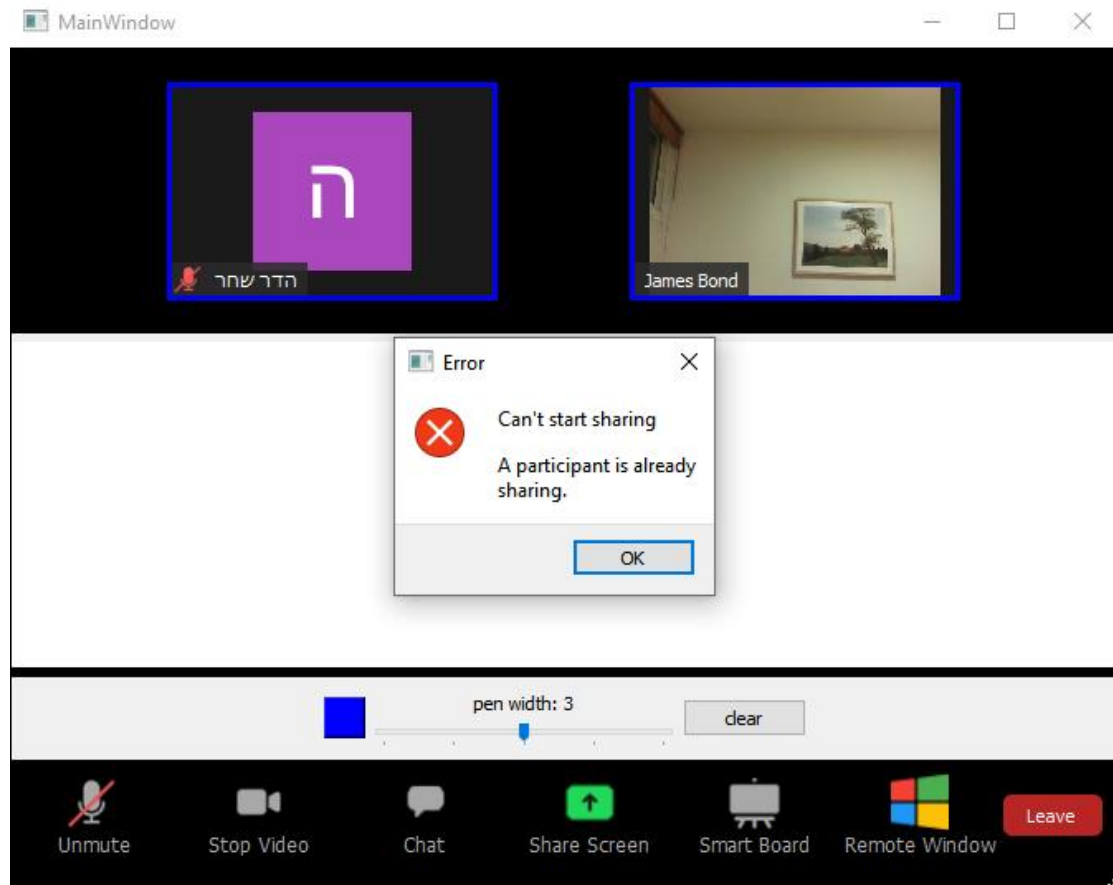 MainWindow
ה
הדר שחר
James Bond
Error
Can't start sharing
A participant is already
sharing.
OK
pen width: 3
clear
Unmute
Stop Video
Chat
Share Screen
Smart Board
Remote Window
Leave